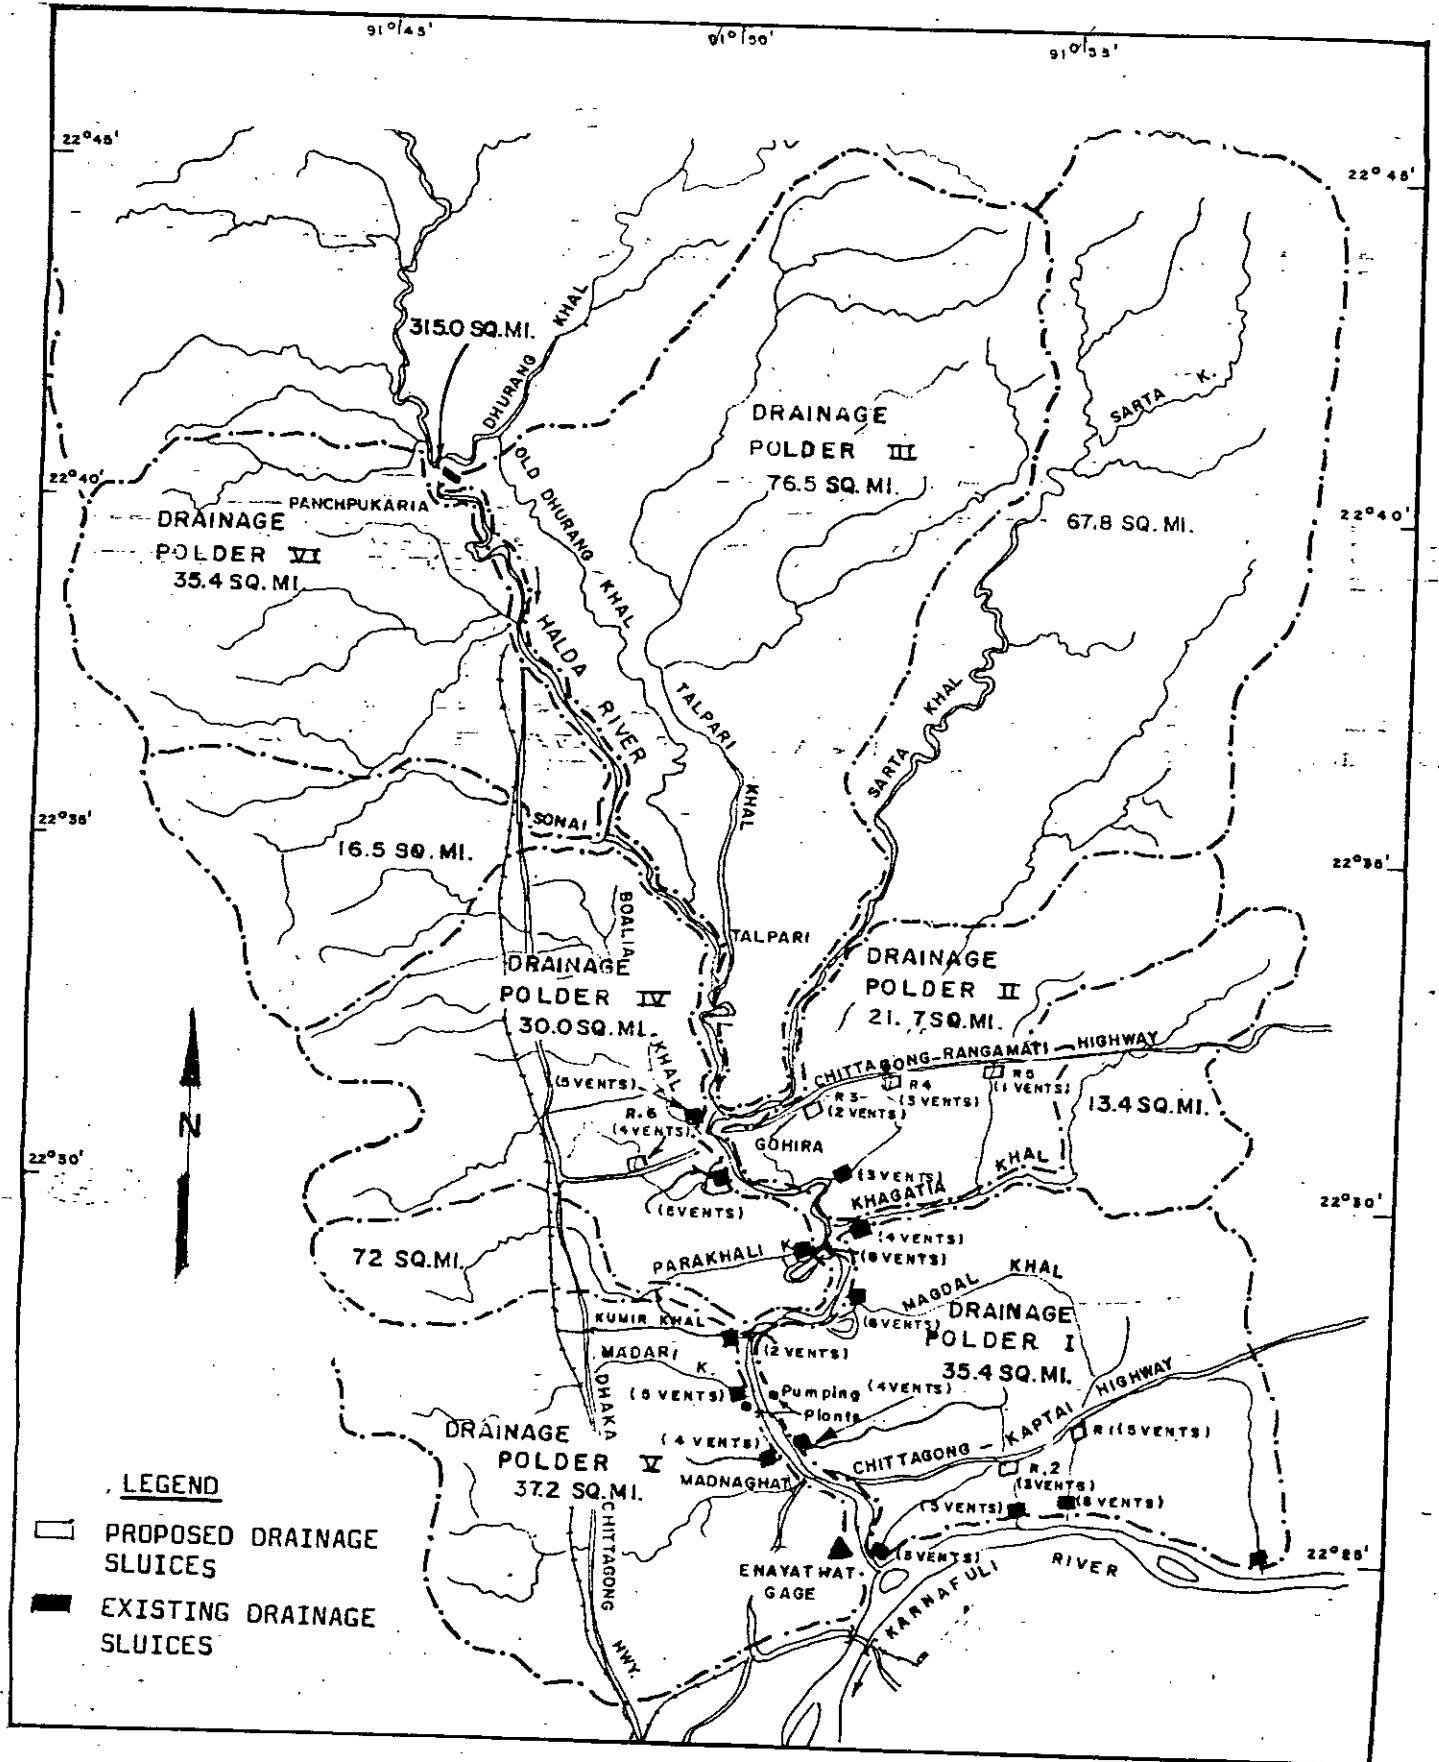 91°45'
91°50'
91°55'
22°45'
22°45'
315.0 SQ.MI.
DHURANG KHAL
DRAINAGE
POLDER III
76.5 SQ. MI.
SARTA K.
22°40'
PANCHPUKARIA
OLD DHURANG KHAL
DRAINAGE
POLDER VI
35.4 SQ. MI.
67.8 SQ. MI.
22°40'
HALDA RIVER
TALPARI KHAL
SARTA KHAL
22°35'
SONAI
16.5 SQ. MI.
22°35'
BOALIA KHAL
TALPARI
DRAINAGE
POLDER IV
30.0 SQ. MI.
DRAINAGE
POLDER II
21.7 SQ. MI.
CHITTAGONG-RANGAMATI HIGHWAY
N
(5 VENTS)
R.6
(4 VENTS)
R 3
(2 VENTS)
R4
(3 VENTS)
R5
(1 VENTS)
13.4 SQ. MI.
GOHIRA
22°30'
(3 VENTS)
KHAGATIA KHAL
(6 VENTS)
22°30'
(4 VENTS)
72 SQ. MI.
PARAKHALI K.
(6 VENTS)
MAGDAL KHAL
(6 VENTS)
DRAINAGE
POLDER I
35.4 SQ. MI.
KUMIR KHAL
(2 VENTS)
MADARI K.
(5 VENTS)
Pumping
Plants
(4 VENTS)
DHAKA CHITTAGONG HWY.
CHITTAGONG - KAPTAI HIGHWAY
R 1 (5 VENTS)
DRAINAGE
POLDER V
37.2 SQ. MI.
(4 VENTS)
MADNAGHAT
R.2
(3 VENTS)
(5 VENTS)
(8 VENTS)
(5 VENTS)
ENAYATHAT
GAGE
KARNAFULI RIVER
22°25'
LEGEND
PROPOSED DRAINAGE
SLUICES
EXISTING DRAINAGE
SLUICES